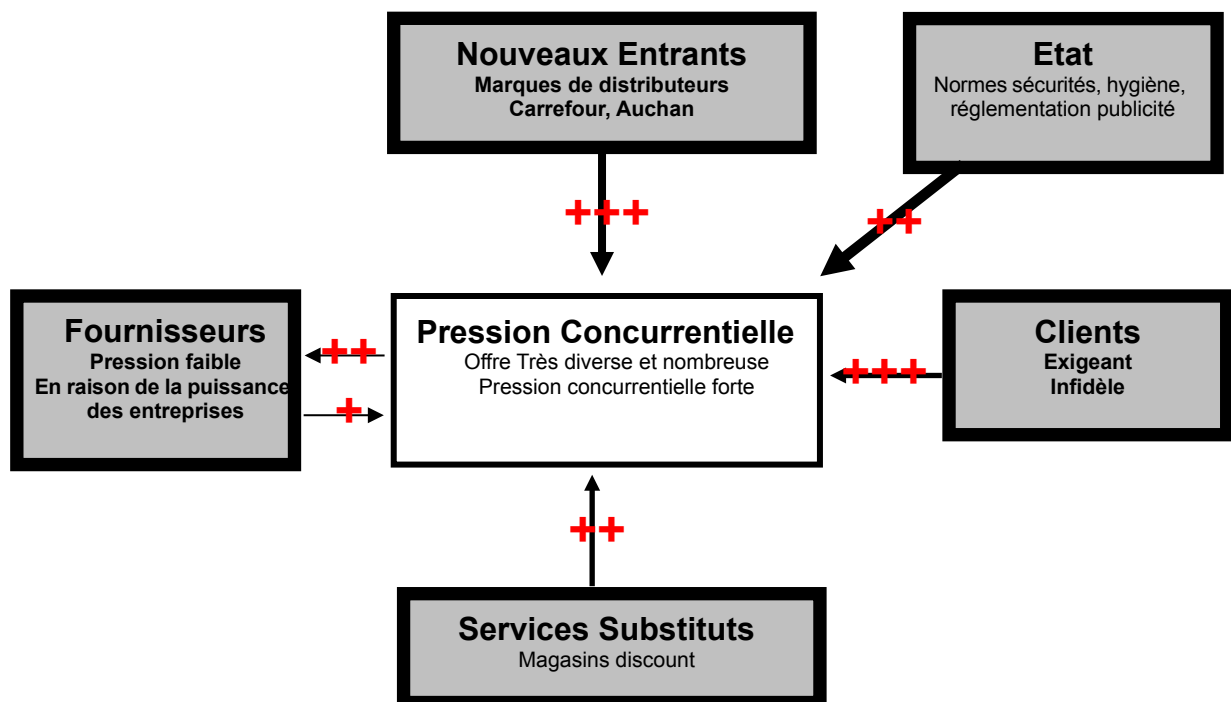 Nouveaux Entrants
Marques de distributeurs
Carrefour, Auchan
Etat
Normes sécurités, hygiène,
réglementation publicité
+++
++
Fournisseurs
Pression faible
En raison de la puissance
des entreprises
++
+
Pression Concurrentielle
Offre Très diverse et nombreuse
Pression concurrentielle forte
+++
Clients
Exigeant
Infidèle
++
Services Substituts
Magasins discount